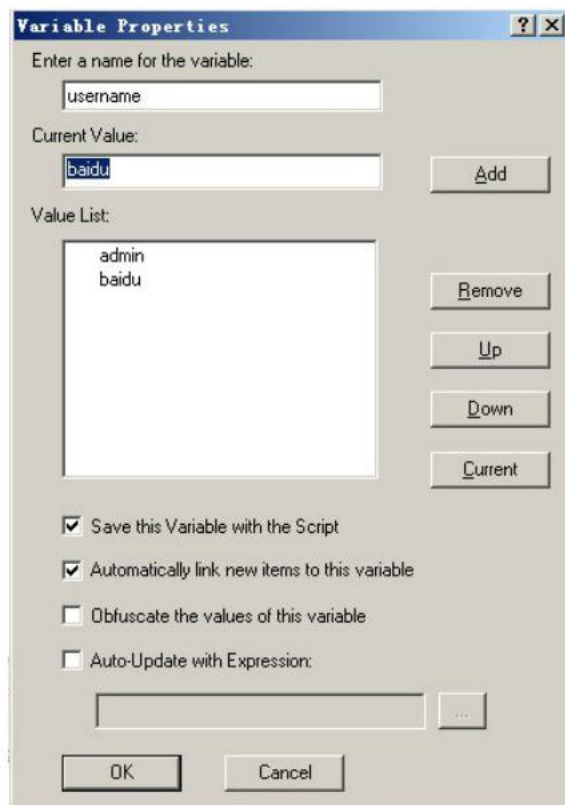 Variable Properties
Enter a name for the variable:
username
Current Value:
baidu
Add
Value List:
admin
baidu
Remove
Up
Down
Current
Save this Variable with the Script
Automatically link new items to this variable
Obfuscate the values of this variable
Auto-Update with Expression:
...
OK Cancel